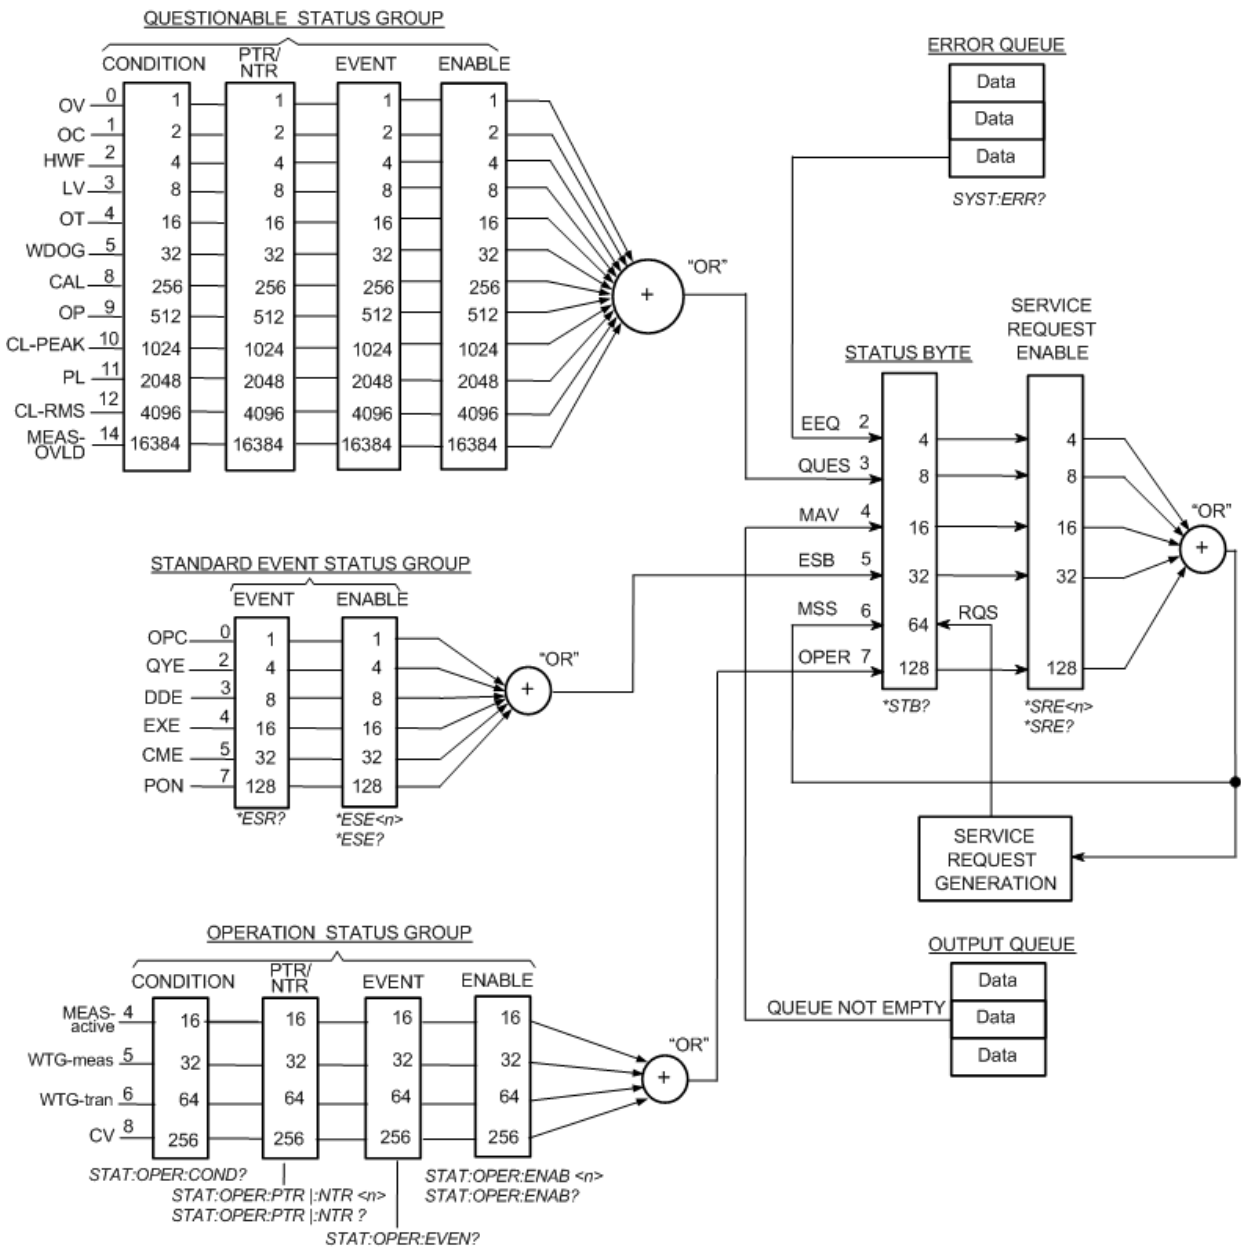 QUESTIONABLE STATUS GROUP
CONDITION PTR/ NTR EVENT ENABLE
OV 0 1 1 1 1
OC 1 2 2 2 2
HWF 2 4 4 4 4
LV 3 8 8 8 8
OT 4 16 16 16 16
WDOG 5 32 32 32 32
CAL 8 256 256 256 256
OP 9 512 512 512 512
CL-PEAK 10 1024 1024 1024 1024
PL 11 2048 2048 2048 2048
CL-RMS 12 4096 4096 4096 4096
MEAS-OVLD 14 16384 16384 16384 16384
+
"OR"
ERROR QUEUE
Data
Data
Data
SYST:ERR?
STATUS BYTE
SERVICE
REQUEST
ENABLE
EEQ 2 4 4
QUES 3 8 8
MAV 4 16 16
ESB 5 32 32
MSS 6 64 RQS
OPER 7 128 128
*STB?
*SRE<n>
*SRE?
"OR"
+
STANDARD EVENT STATUS GROUP
EVENT ENABLE
OPC 0 1 1
QYE 2 4 4
DDE 3 8 8
EXE 4 16 16
CME 5 32 32
PON 7 128 128
*ESR?
*ESE<n>
*ESE?
"OR"
+
SERVICE
REQUEST
GENERATION
OPERATION STATUS GROUP
CONDITION PTR/ NTR EVENT ENABLE
MEAS-active 4 16 16 16 16
WTG-meas 5 32 32 32 32
WTG-tran 6 64 64 64 64
CV 8 256 256 256 256
STAT:OPER:COND?
STAT:OPER:PTR |:NTR <n>
STAT:OPER:PTR |:NTR ?
STAT:OPER:EVEN?
STAT:OPER:ENAB <n>
STAT:OPER:ENAB?
"OR"
+
OUTPUT QUEUE
QUEUE NOT EMPTY
Data
Data
Data